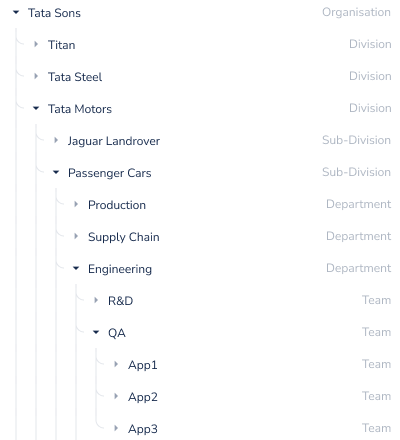 Tata Sons Organisation
Titan Division
Tata Steel Division
Tata Motors Division
Jaguar Landrover Sub-Division
Passenger Cars Sub-Division
Production Department
Supply Chain Department
Engineering Department
R&D Team
QA Team
App1 Team
App2 Team
App3 Team